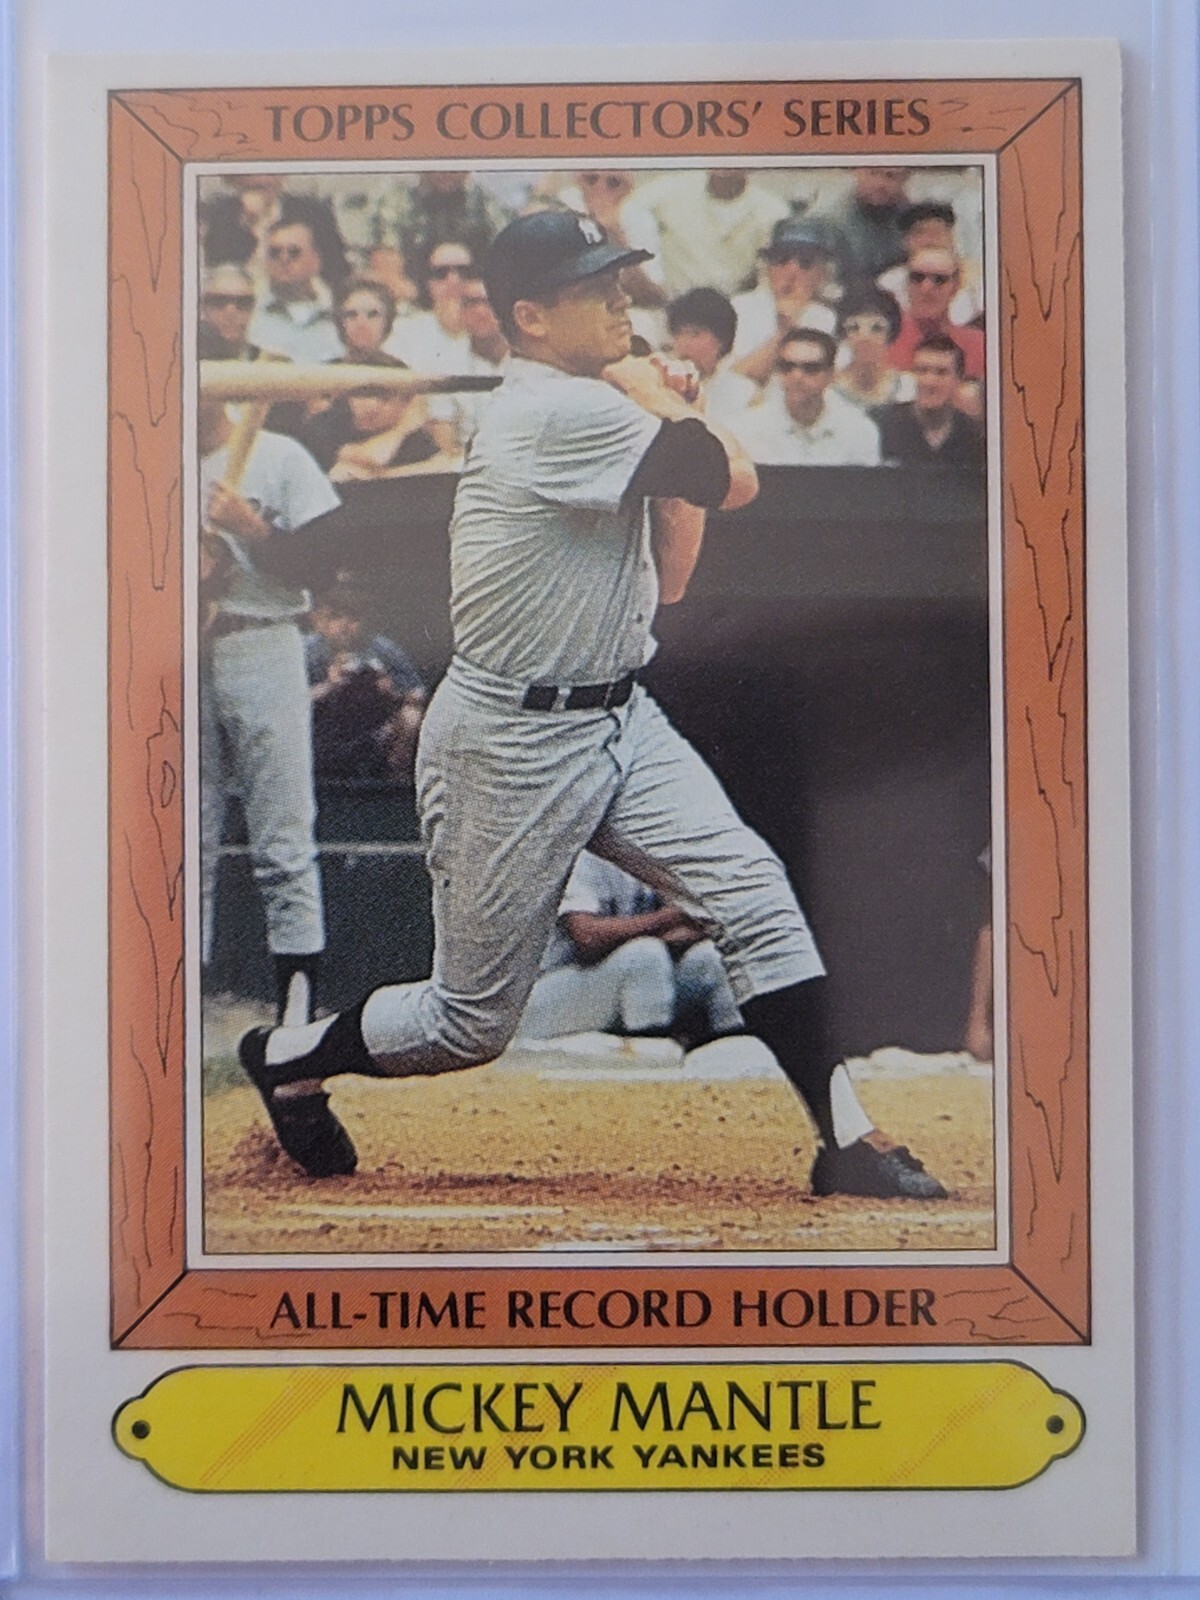 TOPPS COLLECTORS' SERIES
ALL-TIME RECORD HOLDER
MICKEY MANTLE
NEW YORK YANKEES